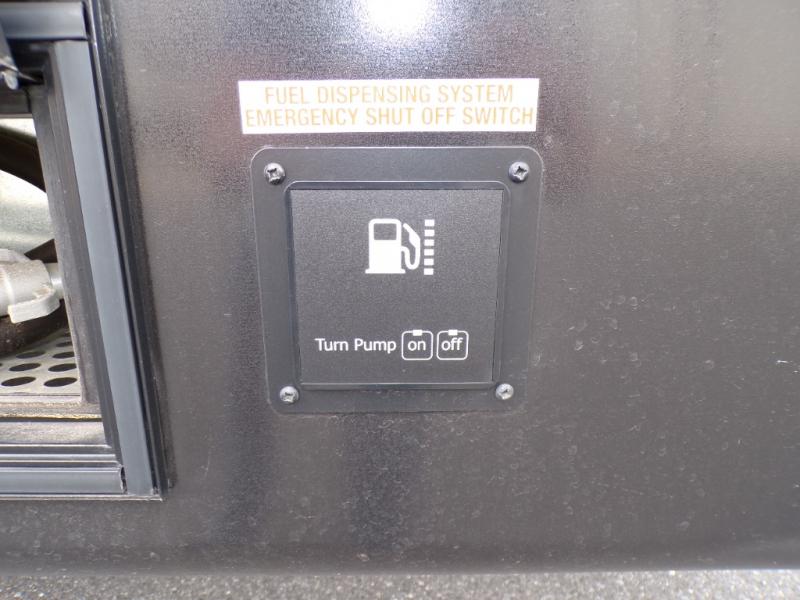 FUEL DISPENSING SYSTEM
EMERGENCY SHUT OFF SWITCH
Turn Pump on off